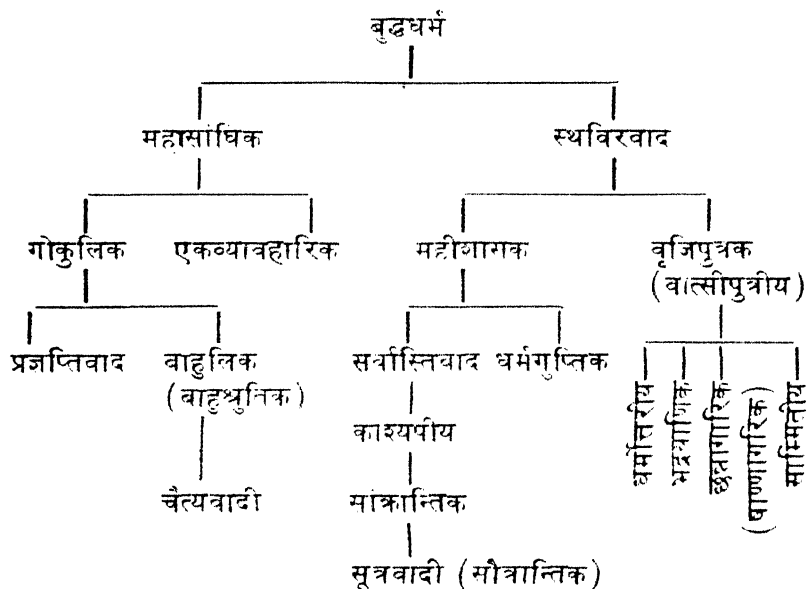 बुद्धधर्म
महासांघिक स्थविरवाद
गोकुलिक एकव्यावहारिक महीशासक वृजिपुत्रक
(वात्सीपुत्रीय)
प्रज्ञप्तिवाद बाहुलिक सर्वास्तिवाद धर्मगुप्तिक
(बाहुश्रुतिक)
धर्मोत्तरीय
भद्रयाणिक
छन्नागारिक
(षाण्णागरिक)
साम्मितीय
काश्यपीय
चैत्यवादी सांक्रान्तिक
सूत्रवादी (सौत्रान्तिक)